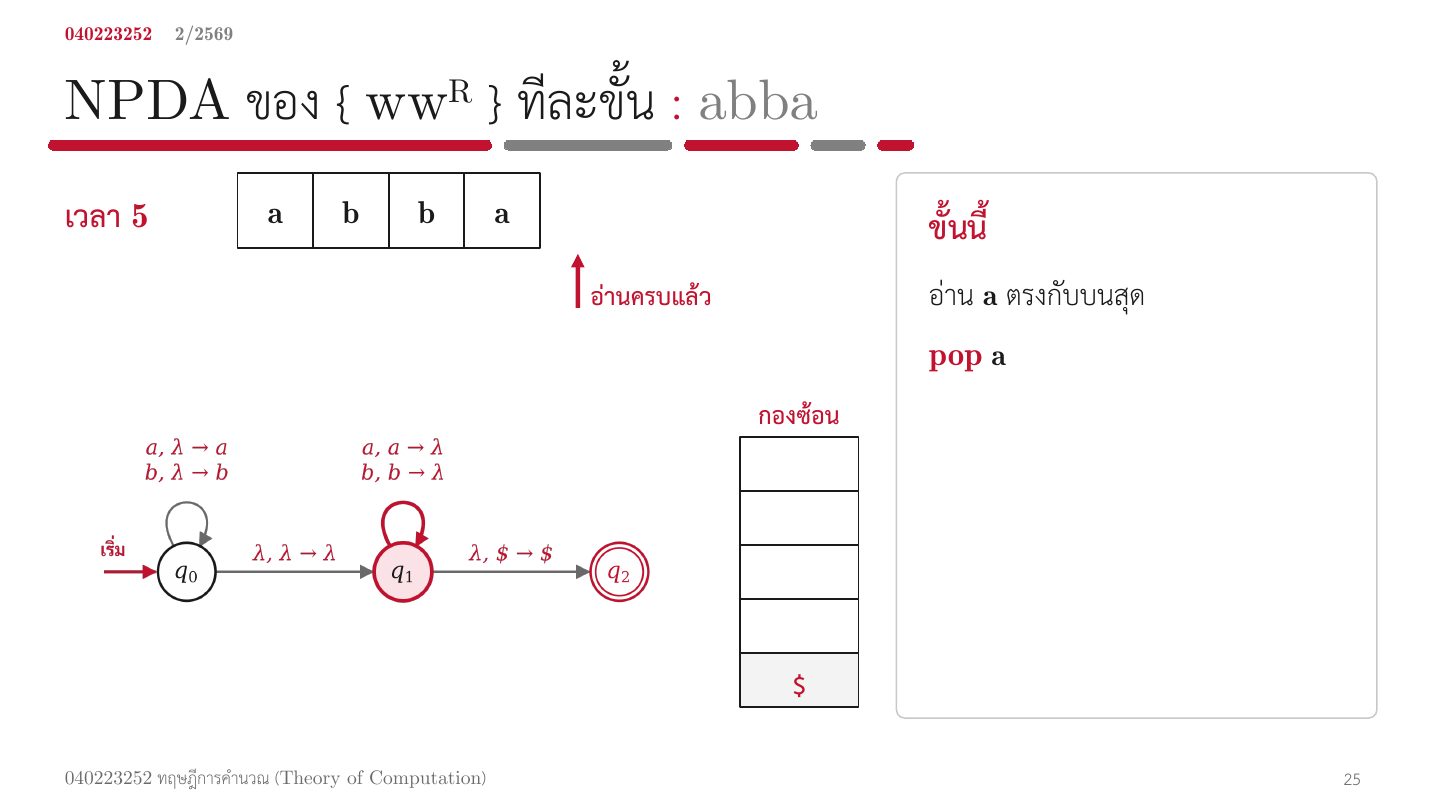 040223252 2/2569
NPDA ของ { wwᴿ } ทีละขั้น : abba
เวลา 5
a b b a
อ่านครบแล้ว
ขั้นนี้
อ่าน a ตรงกับบนสุด
pop a
กองซ้อน
a, λ → a
b, λ → b
a, a → λ
b, b → λ
เริ่ม
λ, λ → λ
λ, $ → $
q₀
q₁
q₂
$
040223252 ทฤษฎีการคำนวณ (Theory of Computation)
25